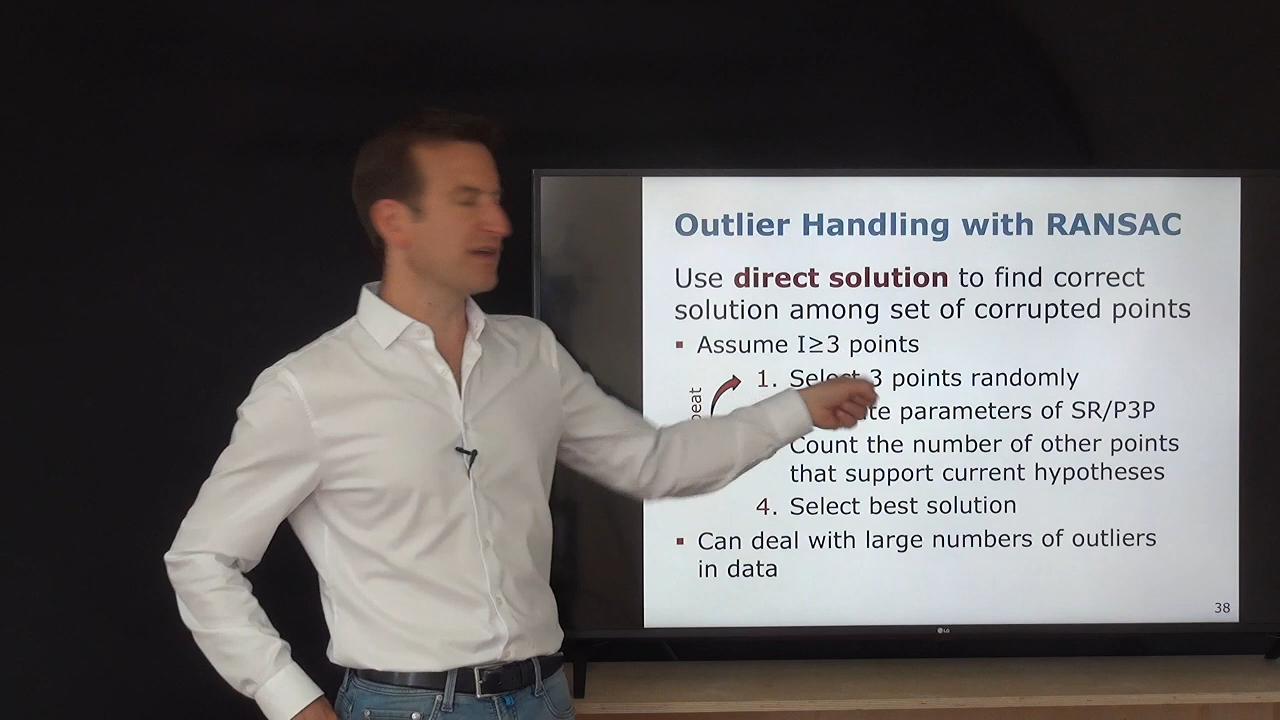 Outlier Handling with RANSAC
Use direct solution to find correct
solution among set of corrupted points
▪ Assume I≥3 points
1. Select 3 points randomly
parameters of SR/P3P
Count the number of other points
that support current hypotheses
4. Select best solution
▪ Can deal with large numbers of outliers
in data
38
LG